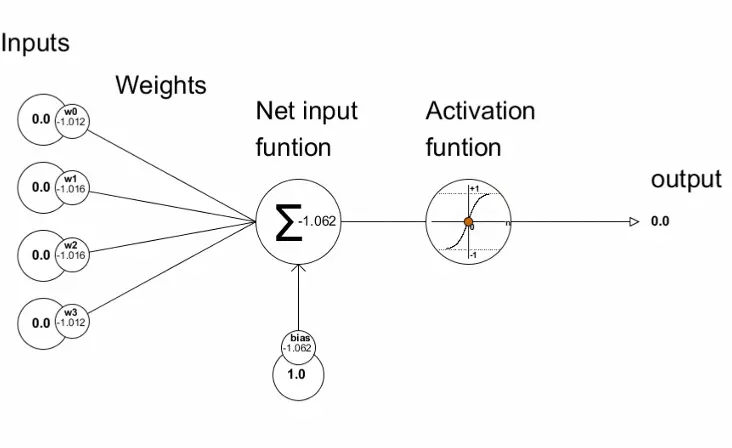 Inputs
Weights
Net input
funtion
Activation
funtion
output
0.0
w0
-1.012
0.0
w1
-1.016
0.0
w2
-1.016
0.0
w3
-1.012
Σ -1.062
+1
0
n
-1
0.0
bias
-1.062
1.0